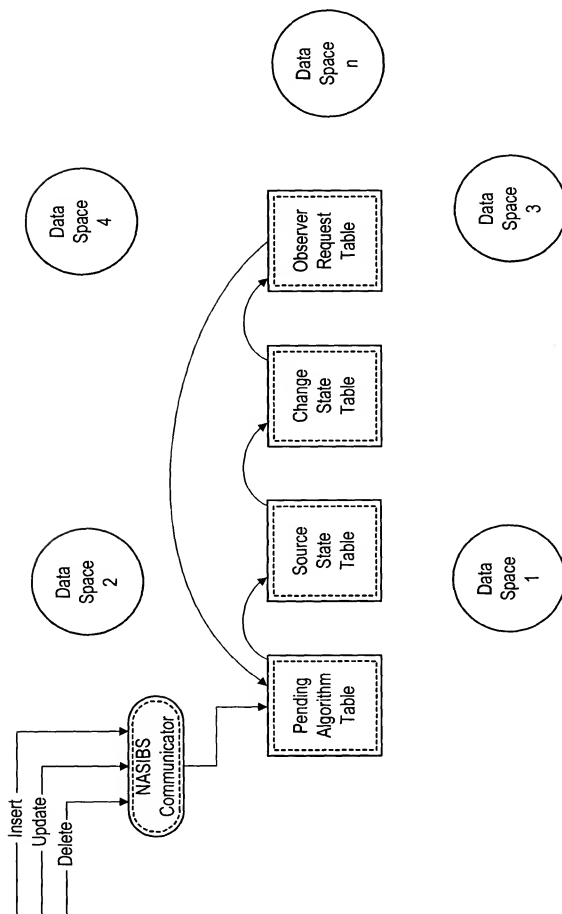 Insert
Update
Delete
NASIBS
Communicator
Data
Space
2
Data
Space
4
Data
Space
n
Pending
Algorithm
Table
Source
State
Table
Change
State
Table
Observer
Request
Table
Data
Space
1
Data
Space
3